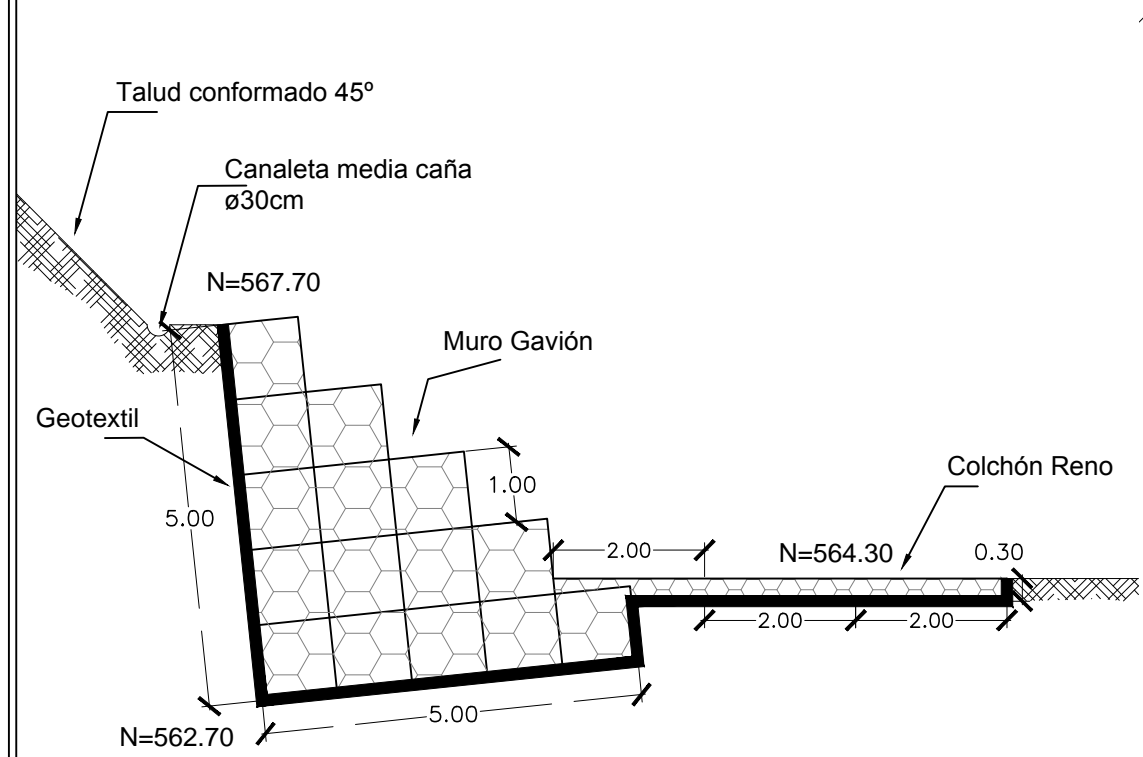 Talud conformado 45º
Canaleta media caña
ø30cm
N=567.70
Muro Gavión
Geotextil
Colchón Reno
1.00
5.00
2.00
N=564.30
0.30
2.00
2.00
5.00
N=562.70